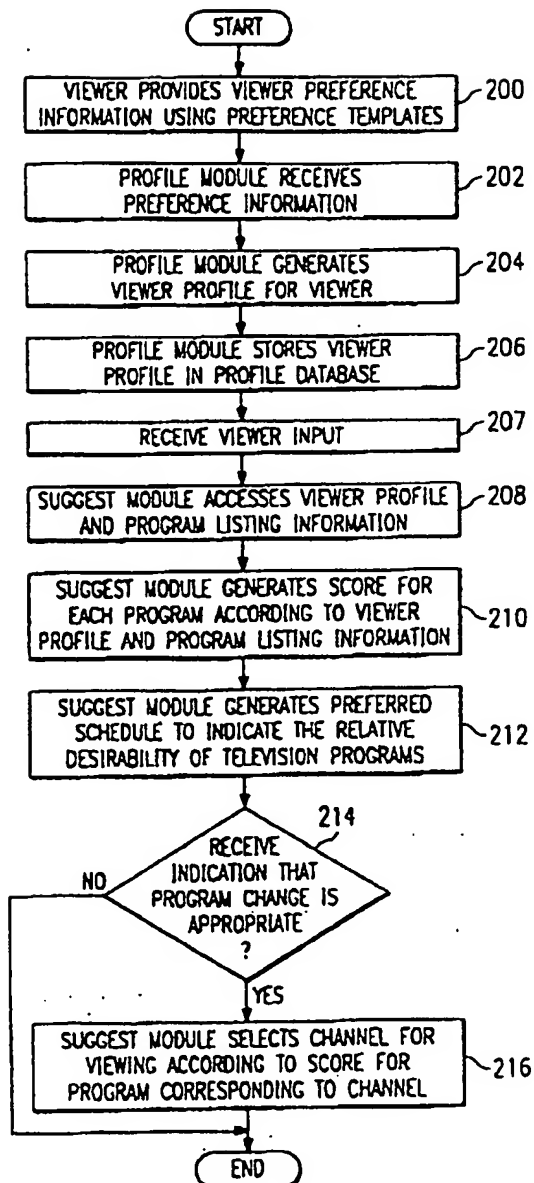 START
VIEWER PROVIDES VIEWER PREFERENCE
INFORMATION USING PREFERENCE TEMPLATES
200
PROFILE MODULE RECEIVES
PREFERENCE INFORMATION
202
PROFILE MODULE GENERATES
VIEWER PROFILE FOR VIEWER
204
PROFILE MODULE STORES VIEWER
PROFILE IN PROFILE DATABASE
206
RECEIVE VIEWER INPUT
207
SUGGEST MODULE ACCESSES VIEWER PROFILE
AND PROGRAM LISTING INFORMATION
208
SUGGEST MODULE GENERATES SCORE FOR
EACH PROGRAM ACCORDING TO VIEWER
PROFILE AND PROGRAM LISTING INFORMATION
210
SUGGEST MODULE GENERATES PREFERRED
SCHEDULE TO INDICATE THE RELATIVE
DESIRABILITY OF TELEVISION PROGRAMS
212
214
RECEIVE
INDICATION THAT
PROGRAM CHANGE IS
APPROPRIATE
?
NO
YES
SUGGEST MODULE SELECTS CHANNEL FOR
VIEWING ACCORDING TO SCORE FOR
PROGRAM CORRESPONDING TO CHANNEL
216
END